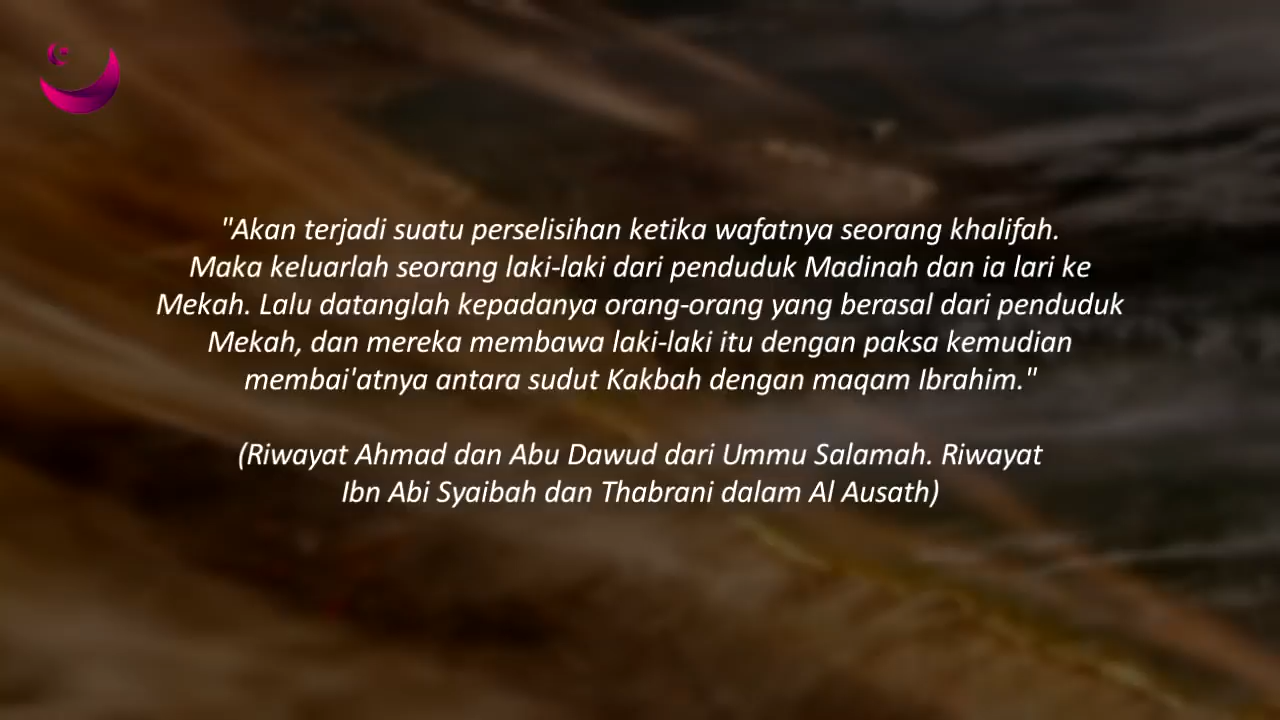 "Akan terjadi suatu perselisihan ketika wafatnya seorang khalifah.
Maka keluarlah seorang laki-laki dari penduduk Madinah dan ia lari ke
Mekah. Lalu datanglah kepadanya orang-orang yang berasal dari penduduk
Mekah, dan mereka membawa laki-laki itu dengan paksa kemudian
membai'atnya antara sudut Kakbah dengan maqam Ibrahim."
(Riwayat Ahmad dan Abu Dawud dari Ummu Salamah. Riwayat
Ibn Abi Syaibah dan Thabrani dalam Al Ausath)